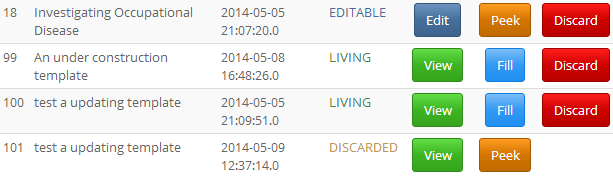 18 Investigating Occupational 2014-05-05 EDITABLE Edit Peek Discard
Disease 21:07:20.0
99 An under construction 2014-05-08 LIVING View Fill Discard
template 16:48:26.0
100 test a updating template 2014-05-05 LIVING View Fill Discard
21:09:51.0
101 test a updating template 2014-05-09 DISCARDED View Peek
12:37:14.0